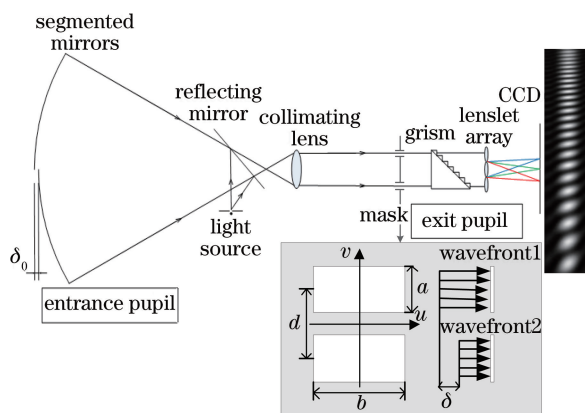 segmented
mirrors
reflecting
mirror
collimating
lens
grism
lenslet
array
CCD
light
source
mask
exit pupil
δ₀
entrance pupil
v
u
a
d
b
wavefront1
wavefront2
δ